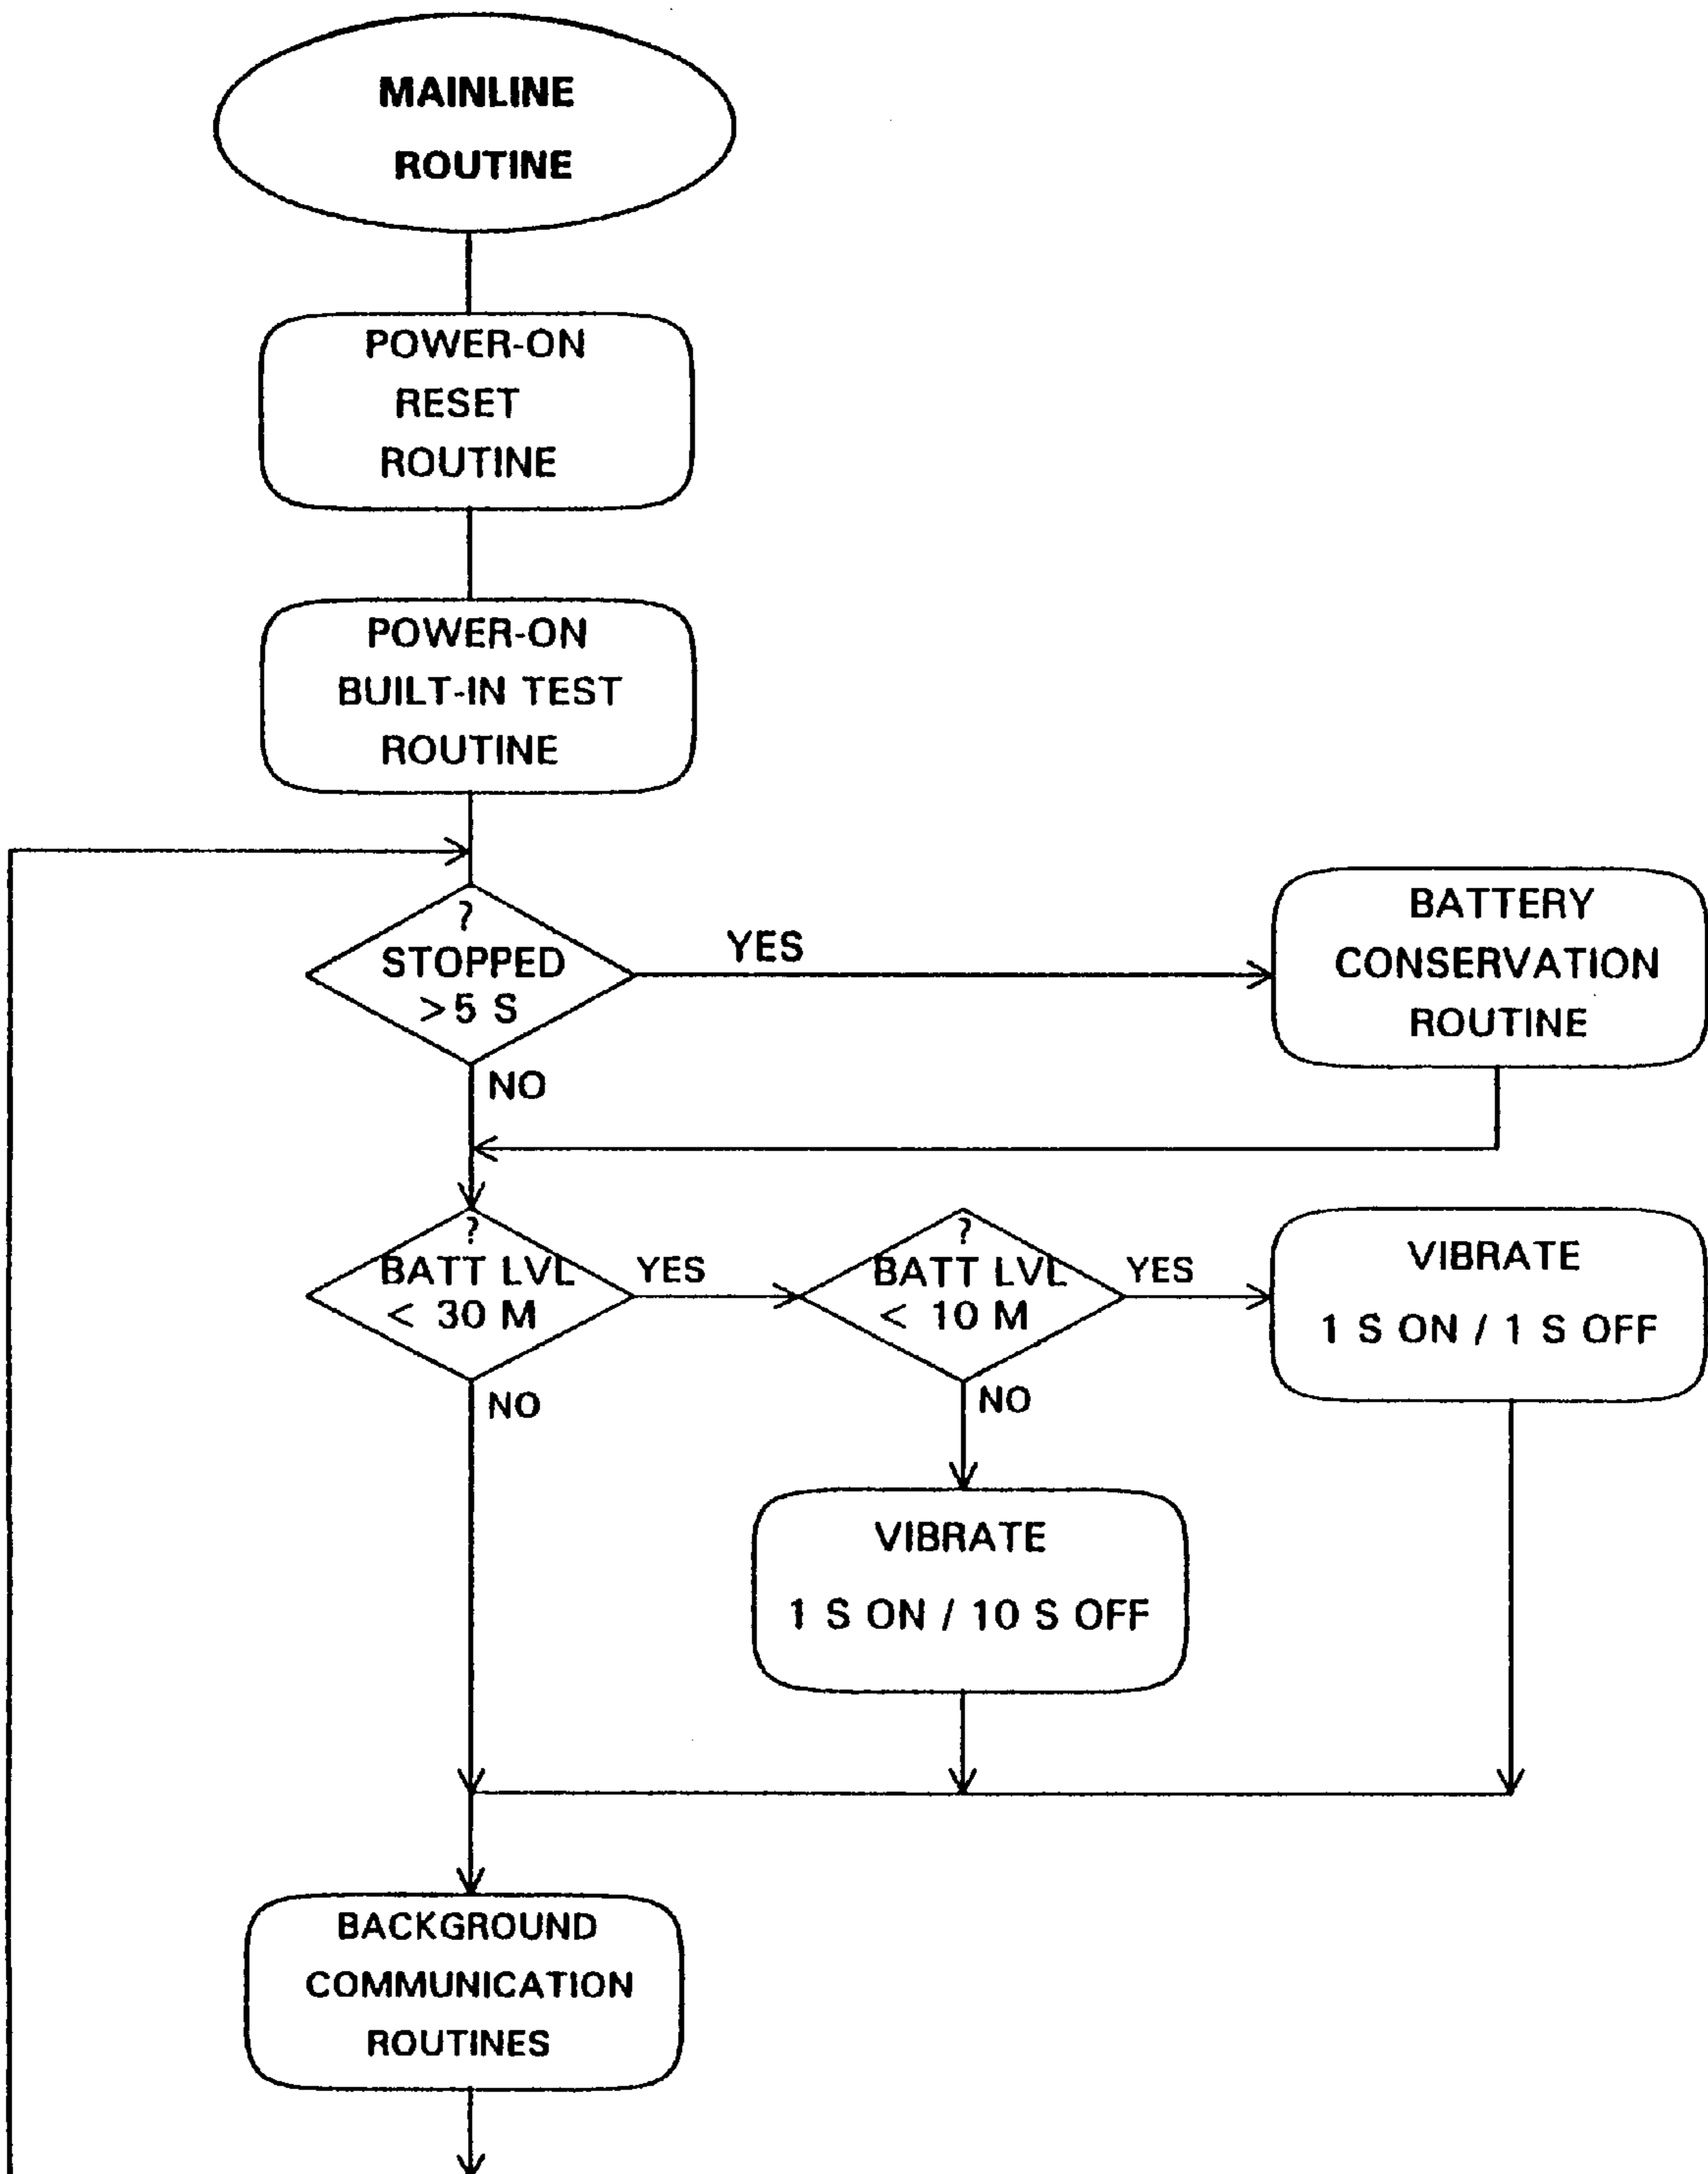 MAINLINE
ROUTINE
POWER-ON
RESET
ROUTINE
POWER-ON
BUILT-IN TEST
ROUTINE
?
STOPPED
>5 S
YES
NO
BATTERY
CONSERVATION
ROUTINE
?
BATT LVL
< 30 M
YES
NO
?
BATT LVL
< 10 M
YES
NO
VIBRATE
1 S ON / 1 S OFF
VIBRATE
1 S ON / 10 S OFF
BACKGROUND
COMMUNICATION
ROUTINES